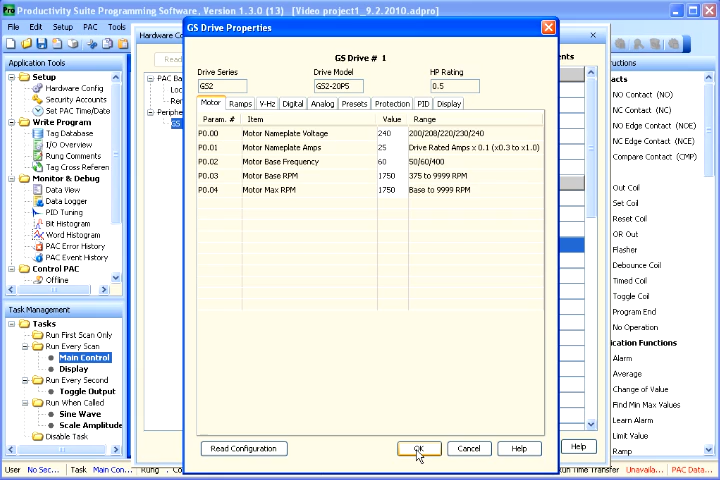 Productivity Suite Programming Software, Version 1.3.0 (13) [Video project1_9.2.2010.adpro]
File Edit Setup PAC Tools
Application Tools
Setup
Hardware Config
Security Accounts
Set PAC Time/Date
Write Program
Tag Database
I/O Overview
Rung Comments
Tag Cross Referen
Monitor & Debug
Data View
Data Logger
PID Tuning
Bit Histogram
Word Histogram
PAC Error History
PAC Event History
Control PAC
Offline
Task Management
Tasks
Run First Scan Only
Run Every Scan
Main Control
Display
Run Every Second
Toggle Output
Run When Called
Sine Wave
Scale Amplitude
Disable Task
Hardware Co
Read
PAC Ba
Loc
Rem
Periphe
GS
GS Drive Properties
GS Drive # 1
Drive Series Drive Model HP Rating
GS2 GS2-20P5 0.5
Motor Ramps V-Hz Digital Analog Presets Protection PID Display
Param. # Item Value Range
P0.00 Motor Nameplate Voltage 240 200/208/220/230/240
P0.01 Motor Nameplate Amps 25 Drive Rated Amps x 0.1 (x0.3 to x1.0)
P0.02 Motor Base Frequency 60 50/60/400
P0.03 Motor Base RPM 1750 375 to 9999 RPM
P0.04 Motor Max RPM 1750 Base to 9999 RPM
Read Configuration OK Cancel Help
ents
Help
ructions
acts
NO Contact (NO)
NC Contact (NC)
NO Edge Contact (NOE)
NC Edge Contact (NCE)
Compare Contact (CMP)
Out Coil
Set Coil
Reset Coil
OR Out
Flasher
Debounce Coil
Timed Coil
Toggle Coil
Program End
No Operation
ication Functions
Alarm
Average
Change of Value
Find Min Max Values
Learn Alarm
Limit Value
Ramp
User No Sec... Task Main Con... Rung Co Run Time Transfer Unavaila... PAC Data...